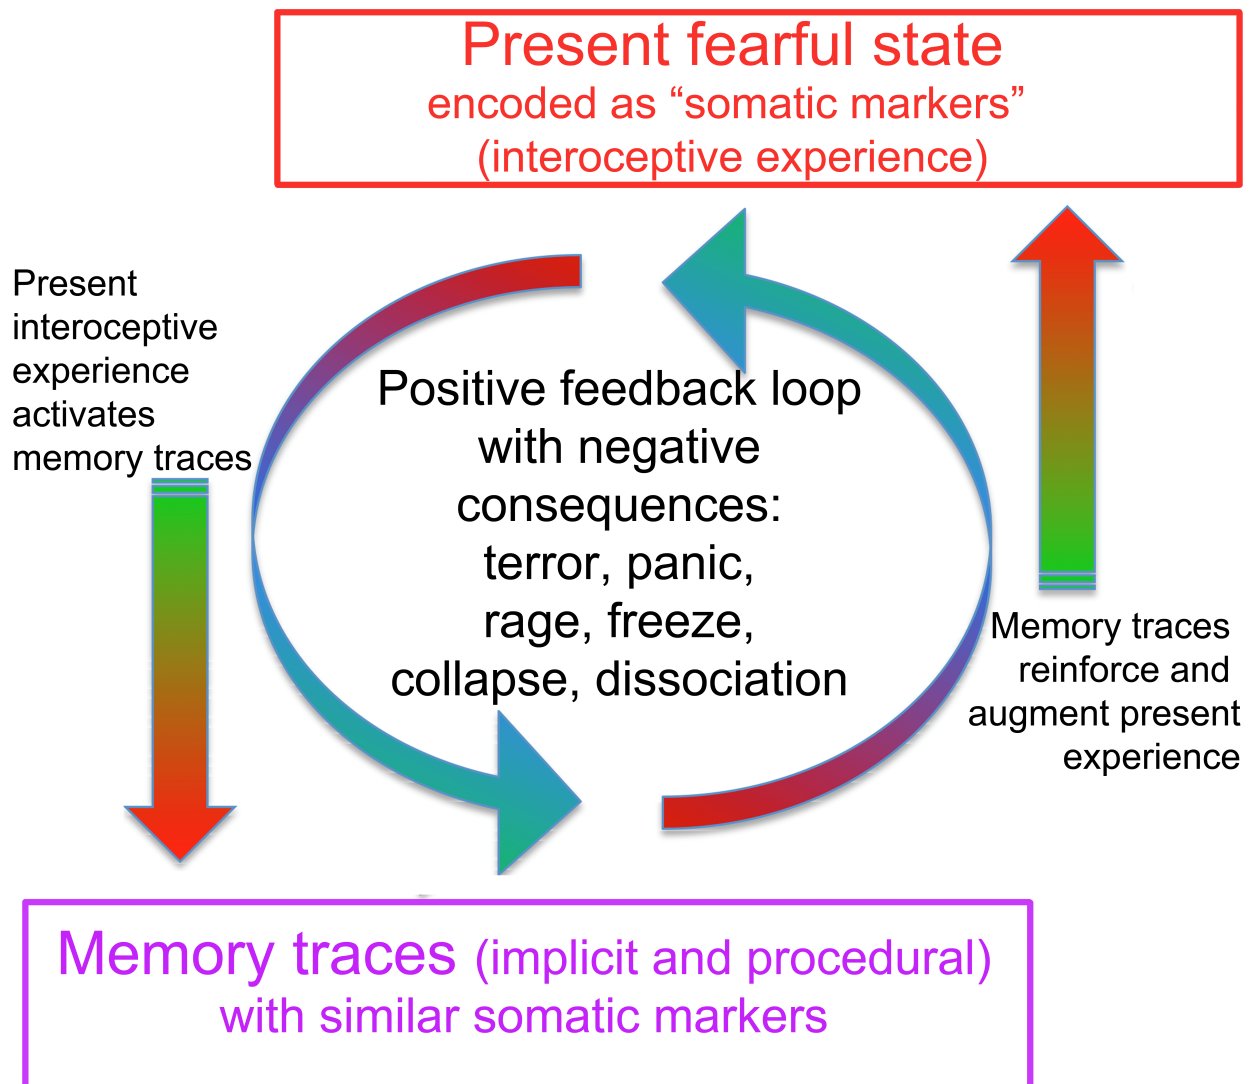 Present fearful state
encoded as “somatic markers”
(interoceptive experience)
Present
interoceptive
experience
activates
memory traces
Positive feedback loop
with negative
consequences:
terror, panic,
rage, freeze,
collapse, dissociation
Memory traces
reinforce and
augment present
experience
Memory traces (implicit and procedural)
with similar somatic markers